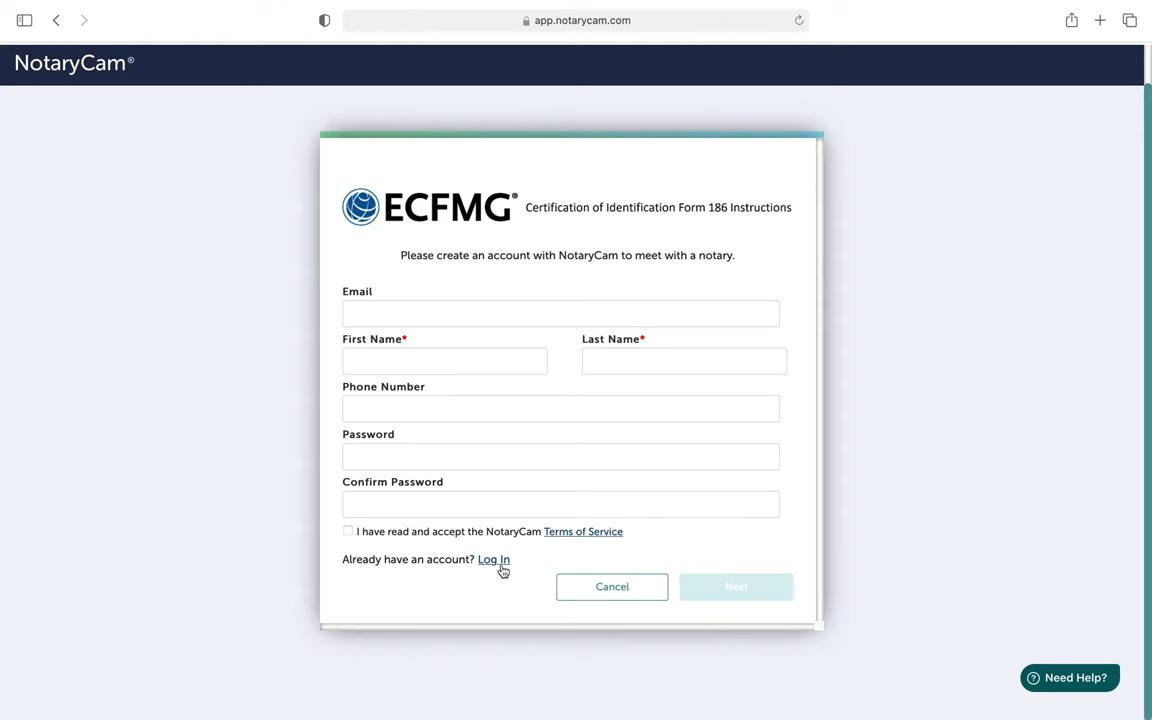 app.notarycam.com
NotaryCam®
ECFMG® Certification of Identification Form 186 Instructions
Please create an account with NotaryCam to meet with a notary.
Email
First Name* Last Name*
Phone Number
Password
Confirm Password
I have read and accept the NotaryCam Terms of Service
Already have an account? Log In
Cancel Next
Need Help?